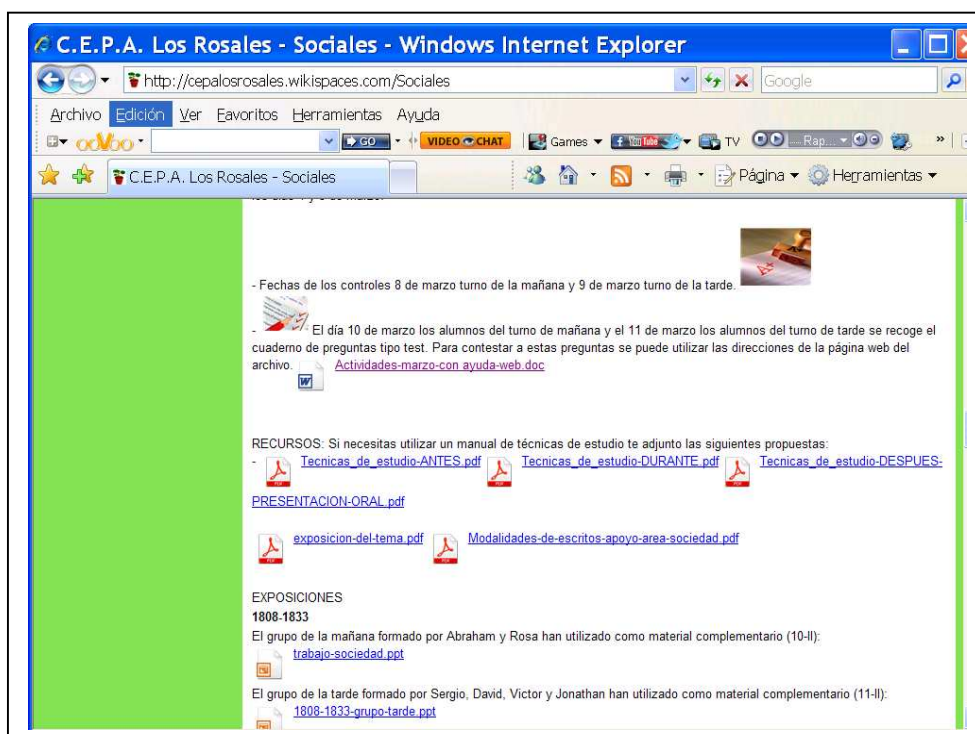 C.E.P.A. Los Rosales - Sociales - Windows Internet Explorer
http://cepalosrosales.wikispaces.com/Sociales
Google
Archivo Edición Ver Favoritos Herramientas Ayuda
ooVoo GO VIDEO CHAT Games YouTube TV Rap... »
C.E.P.A. Los Rosales - Sociales Página Herramientas
- Fechas de los controles 8 de marzo turno de la mañana y 9 de marzo turno de la tarde.
- El día 10 de marzo los alumnos del turno de mañana y el 11 de marzo los alumnos del turno de tarde se recoge el
cuaderno de preguntas tipo test. Para contestar a estas preguntas se puede utilizar las direcciones de la página web del
archivo. Actividades-marzo-con ayuda-web.doc
RECURSOS: Si necesitas utilizar un manual de técnicas de estudio te adjunto las siguientes propuestas:
- Tecnicas_de_estudio-ANTES.pdf Tecnicas_de_estudio-DURANTE.pdf Tecnicas_de_estudio-DESPUES-
PRESENTACION-ORAL.pdf
exposicion-del-tema.pdf Modalidades-de-escritos-apoyo-area-sociedad.pdf
EXPOSICIONES
1808-1833
El grupo de la mañana formado por Abraham y Rosa han utilizado como material complementario (10-II):
trabajo-sociedad.ppt
El grupo de la tarde formado por Sergio, David, Victor y Jonathan han utilizado como material complementario (11-II):
1808-1833-grupo-tarde.ppt